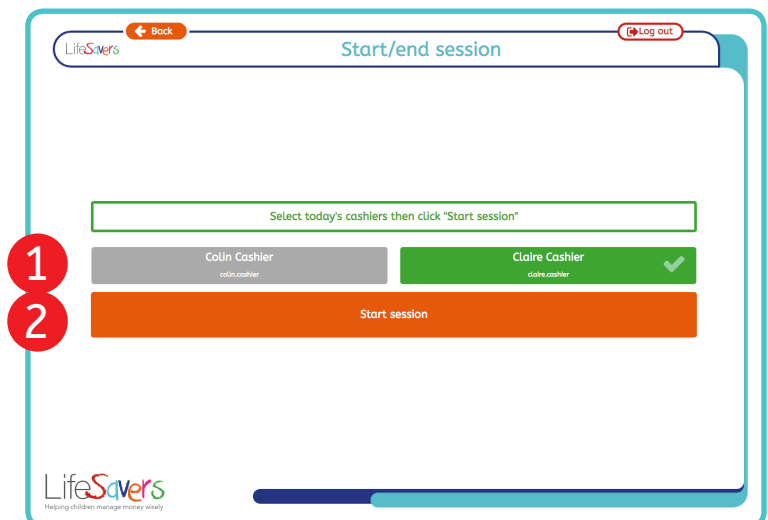 Back
LifeSavers
Start/end session
Log out
Select today's cashiers then click "Start session"
1
Colin Cashier
colin.cashier
Claire Cashier
claire.cashier
2
Start session
LifeSavers
Helping children manage money wisely